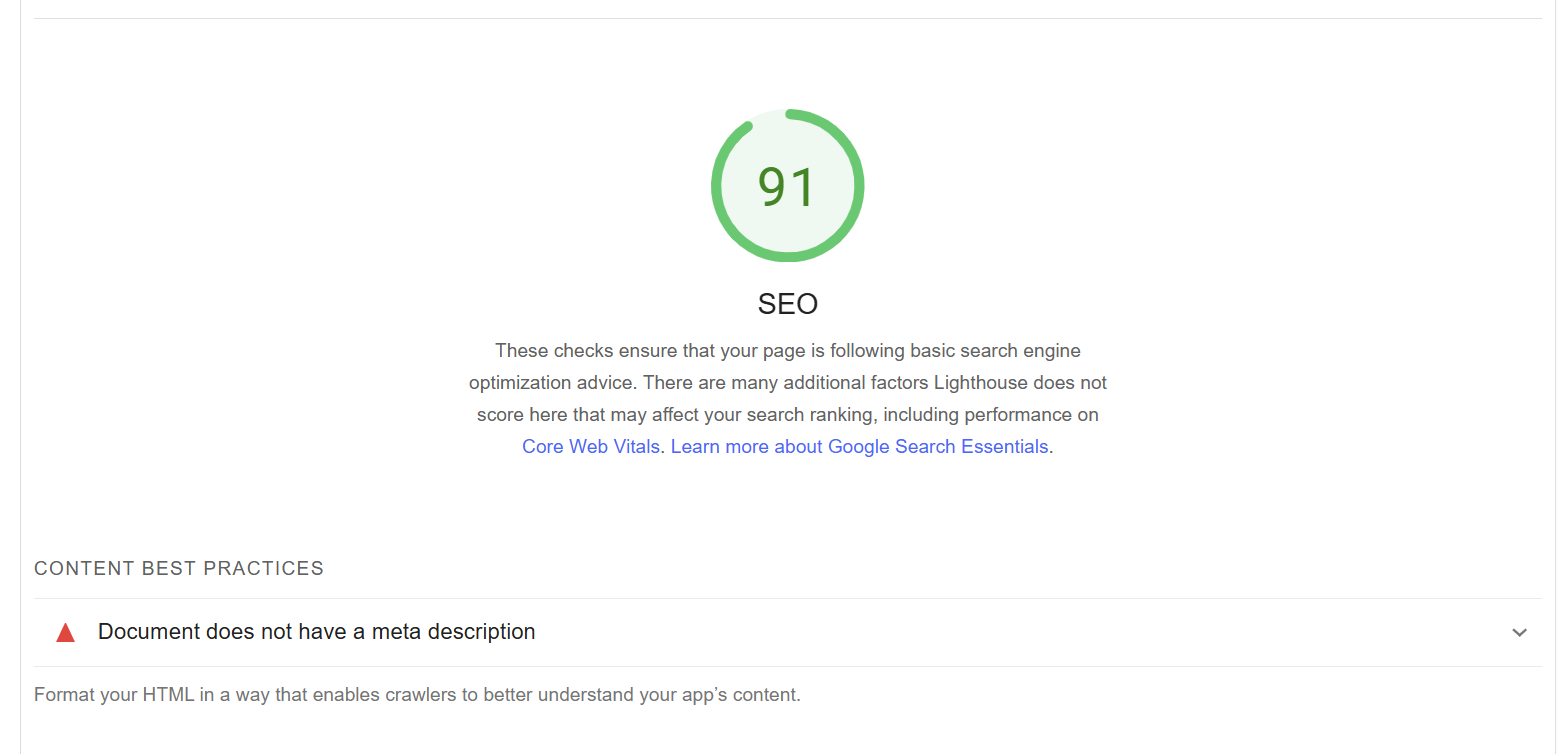 91
SEO
These checks ensure that your page is following basic search engine
optimization advice. There are many additional factors Lighthouse does not
score here that may affect your search ranking, including performance on
Core Web Vitals. Learn more about Google Search Essentials.
CONTENT BEST PRACTICES
Document does not have a meta description
Format your HTML in a way that enables crawlers to better understand your app’s content.